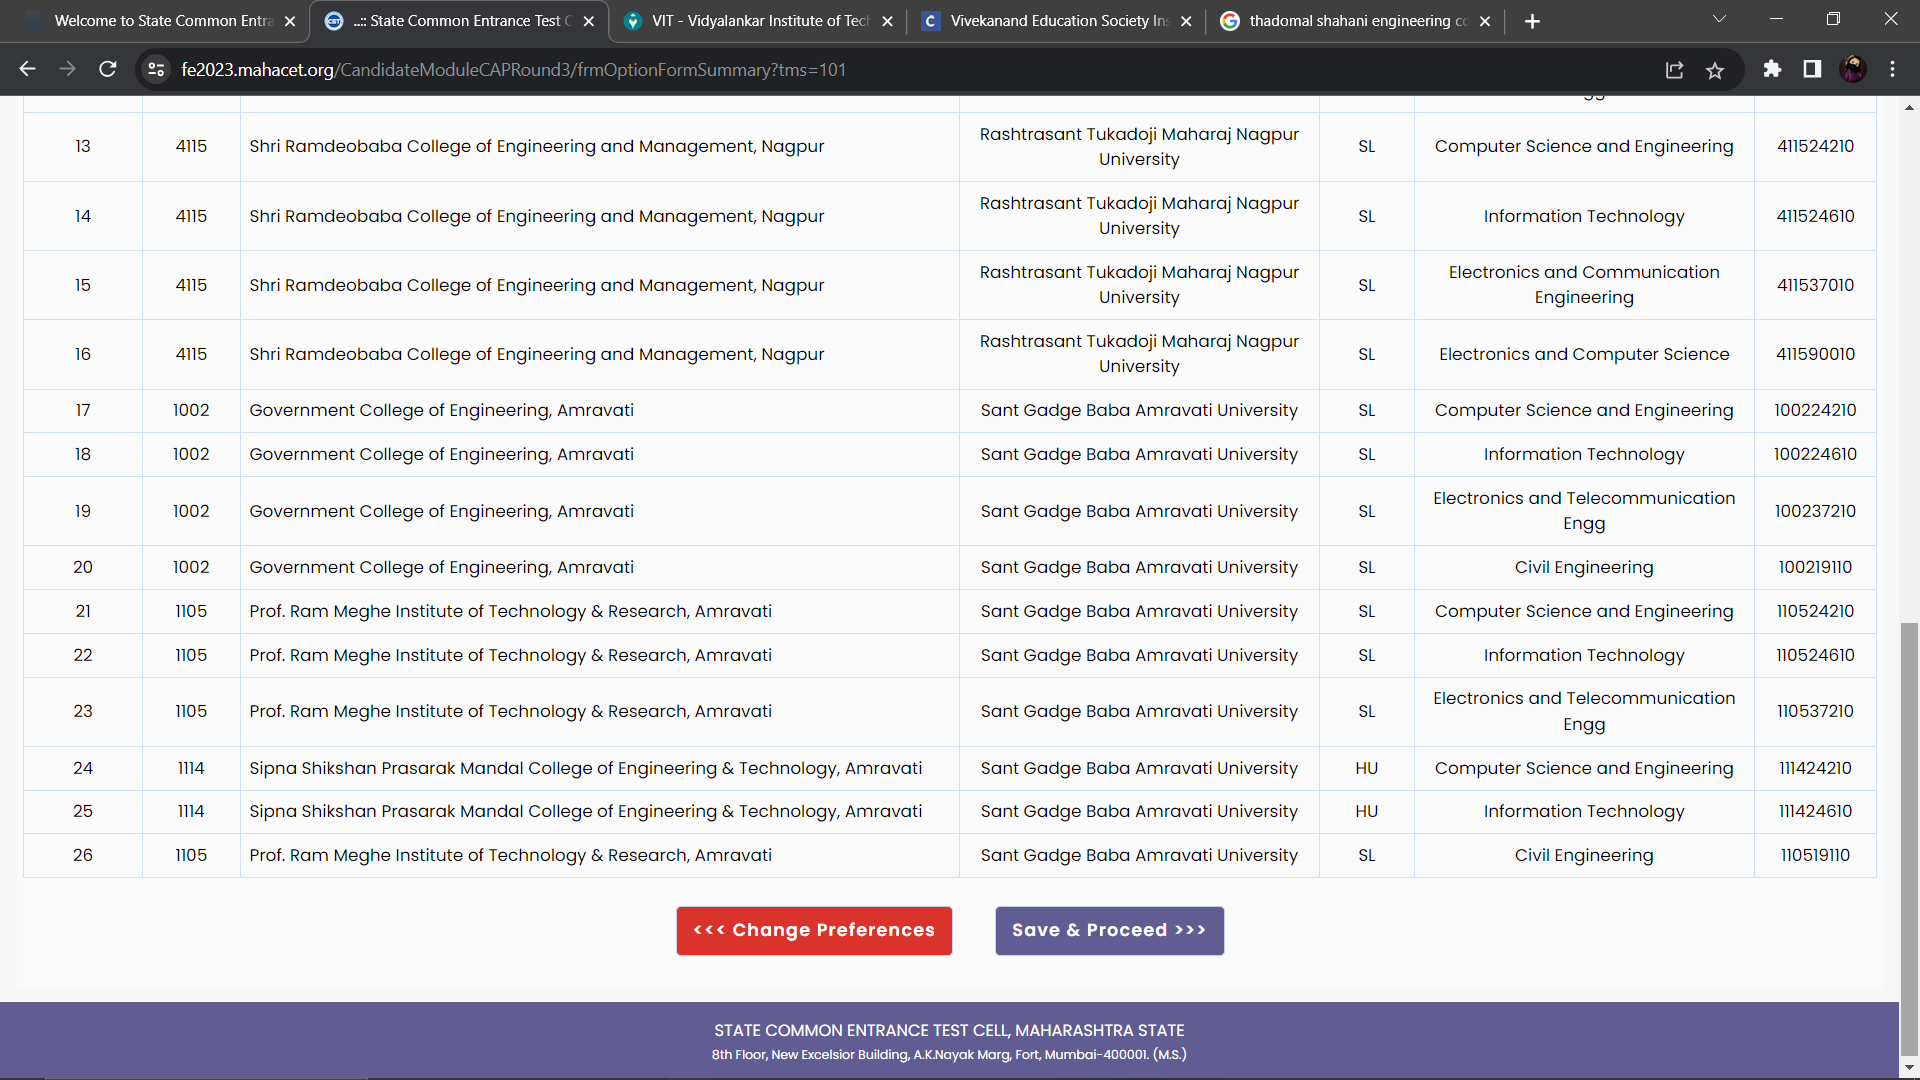 Welcome to State Common Entra
..:: State Common Entrance Test C
VIT - Vidyalankar Institute of Tech
Vivekanand Education Society Ins
thadomal shahani engineering co
fe2023.mahacet.org/CandidateModuleCAPRound3/frmOptionFormSummary?tms=101
13 4115 Shri Ramdeobaba College of Engineering and Management, Nagpur Rashtrasant Tukadoji Maharaj Nagpur
University SL Computer Science and Engineering 411524210
14 4115 Shri Ramdeobaba College of Engineering and Management, Nagpur Rashtrasant Tukadoji Maharaj Nagpur
University SL Information Technology 411524610
15 4115 Shri Ramdeobaba College of Engineering and Management, Nagpur Rashtrasant Tukadoji Maharaj Nagpur
University SL Electronics and Communication
Engineering 411537010
16 4115 Shri Ramdeobaba College of Engineering and Management, Nagpur Rashtrasant Tukadoji Maharaj Nagpur
University SL Electronics and Computer Science 411590010
17 1002 Government College of Engineering, Amravati Sant Gadge Baba Amravati University SL Computer Science and Engineering 100224210
18 1002 Government College of Engineering, Amravati Sant Gadge Baba Amravati University SL Information Technology 100224610
19 1002 Government College of Engineering, Amravati Sant Gadge Baba Amravati University SL Electronics and Telecommunication
Engg 100237210
20 1002 Government College of Engineering, Amravati Sant Gadge Baba Amravati University SL Civil Engineering 100219110
21 1105 Prof. Ram Meghe Institute of Technology & Research, Amravati Sant Gadge Baba Amravati University SL Computer Science and Engineering 110524210
22 1105 Prof. Ram Meghe Institute of Technology & Research, Amravati Sant Gadge Baba Amravati University SL Information Technology 110524610
23 1105 Prof. Ram Meghe Institute of Technology & Research, Amravati Sant Gadge Baba Amravati University SL Electronics and Telecommunication
Engg 110537210
24 1114 Sipna Shikshan Prasarak Mandal College of Engineering & Technology, Amravati Sant Gadge Baba Amravati University HU Computer Science and Engineering 111424210
25 1114 Sipna Shikshan Prasarak Mandal College of Engineering & Technology, Amravati Sant Gadge Baba Amravati University HU Information Technology 111424610
26 1105 Prof. Ram Meghe Institute of Technology & Research, Amravati Sant Gadge Baba Amravati University SL Civil Engineering 110519110
<<< Change Preferences
Save & Proceed >>>
STATE COMMON ENTRANCE TEST CELL, MAHARASHTRA STATE
8th Floor, New Excelsior Building, A.K.Nayak Marg, Fort, Mumbai-400001. (M.S.)